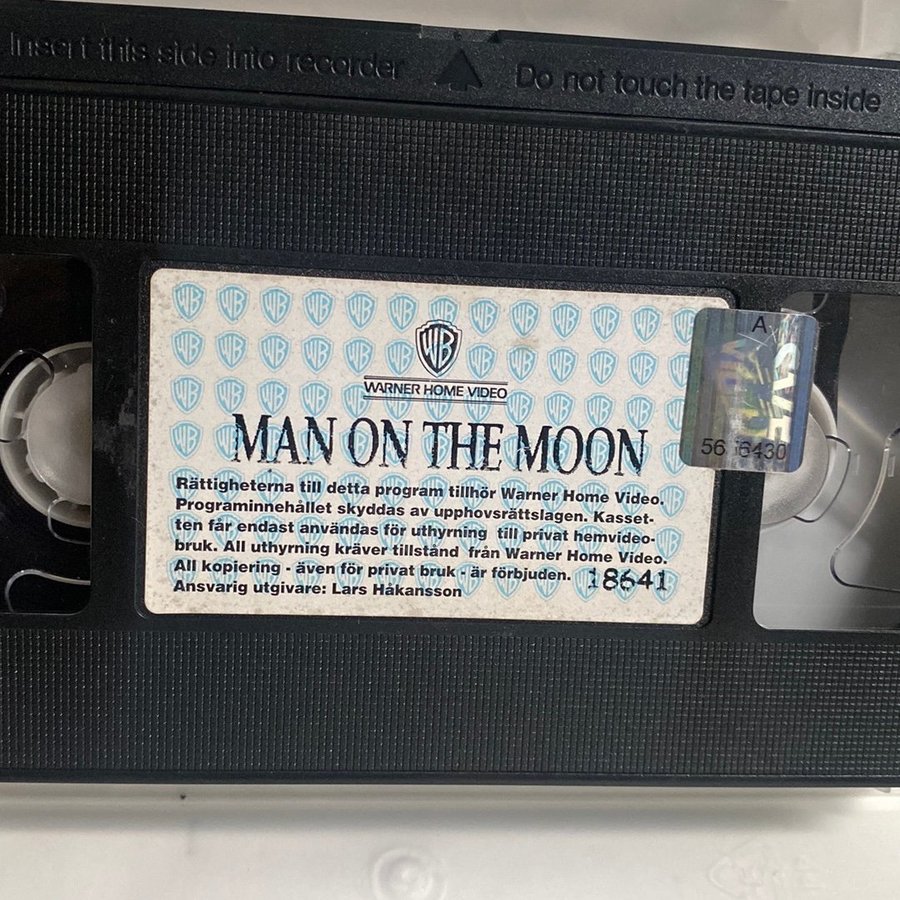 Insert this side into recorder
Do not touch the tape inside
WB
WARNER HOME VIDEO
MAN ON THE MOON
Rättigheterna till detta program tillhör Warner Home Video.
Programinnehållet skyddas av upphovsrättslagen. Kasset-
ten får endast användas för uthyrning till privat hemvideo-
bruk. All uthyrning kräver tillstånd från Warner Home Video.
All kopiering - även för privat bruk - är förbjuden. 18641
Ansvarig utgivare: Lars Håkansson
A